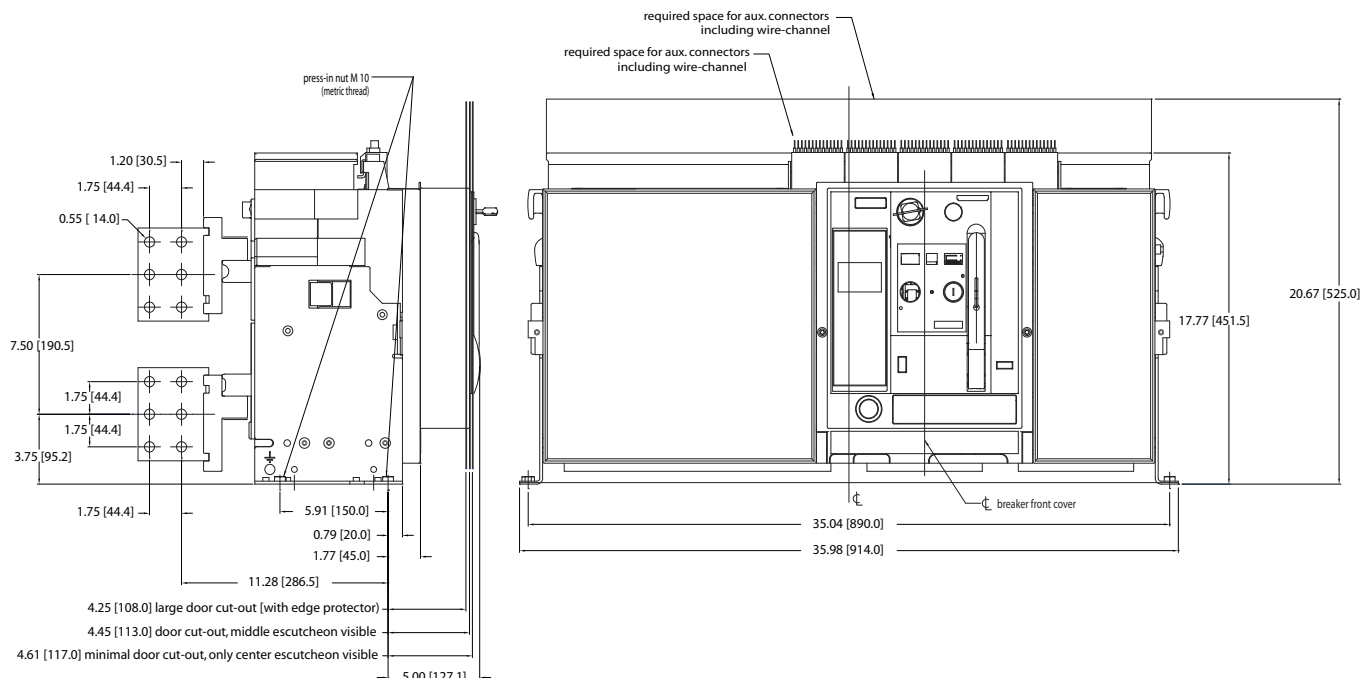 required space for aux. connectors
including wire-channel
required space for aux. connectors
including wire-channel
press-in nut M 10
(metric thread)
1.20 [30.5]
1.75 [44.4]
0.55 [ 14.0]
7.50 [190.5]
1.75 [44.4]
1.75 [44.4]
3.75 [95.2]
1.75 [44.4]
5.91 [150.0]
0.79 [20.0]
1.77 [45.0]
11.28 [286.5]
4.25 [108.0] large door cut-out [with edge protector)
4.45 [113.0] door cut-out, middle escutcheon visible
4.61 [117.0] minimal door cut-out, only center escutcheon visible
5.00 [127.1]
20.67 [525.0]
17.77 [451.5]
℄
℄ breaker front cover
35.04 [890.0]
35.98 [914.0]